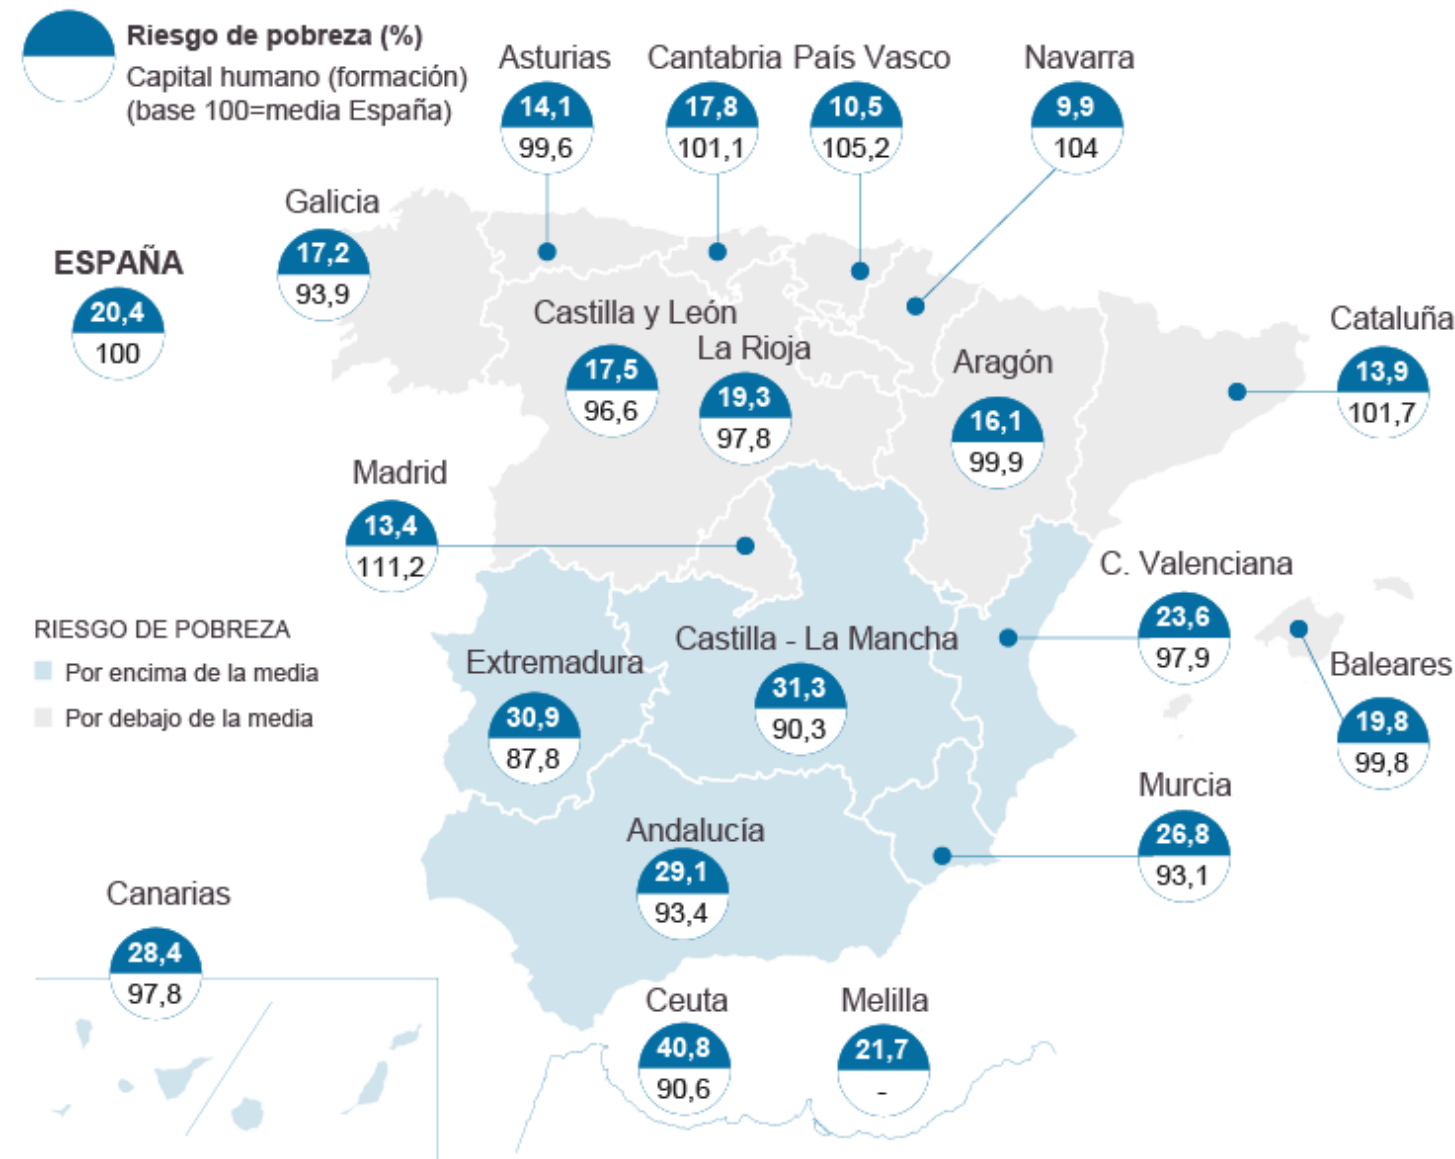 Riesgo de pobreza (%)
Capital humano (formación)
(base 100=media España)
Asturias
14,1
99,6
Cantabria
17,8
101,1
País Vasco
10,5
105,2
Navarra
9,9
104
Galicia
17,2
93,9
ESPAÑA
20,4
100
Castilla y León
17,5
96,6
La Rioja
19,3
97,8
Aragón
16,1
99,9
Cataluña
13,9
101,7
Madrid
13,4
111,2
C. Valenciana
23,6
97,9
RIESGO DE POBREZA
Por encima de la media
Por debajo de la media
Extremadura
30,9
87,8
Castilla - La Mancha
31,3
90,3
Baleares
19,8
99,8
Murcia
26,8
93,1
Andalucía
29,1
93,4
Canarias
28,4
97,8
Ceuta
40,8
90,6
Melilla
21,7
-